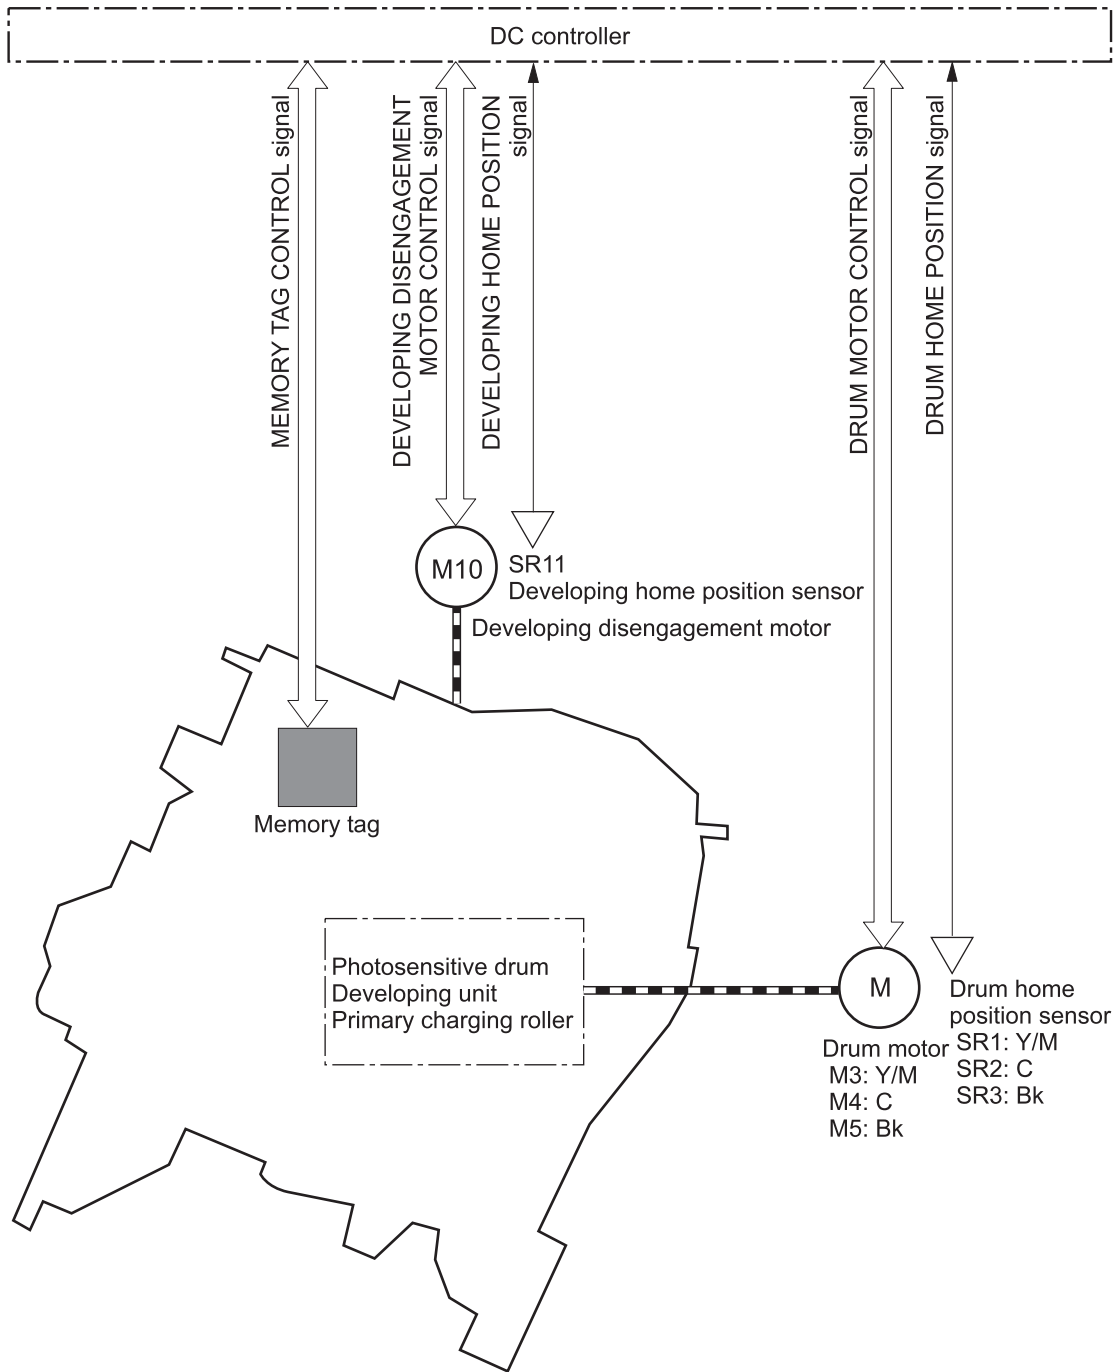 DC controller
MEMORY TAG CONTROL signal
DEVELOPING DISENGAGEMENT
MOTOR CONTROL signal
DEVELOPING HOME POSITION
signal
DRUM MOTOR CONTROL signal
DRUM HOME POSITION signal
M10
SR11
Developing home position sensor
Developing disengagement motor
Memory tag
Photosensitive drum
Developing unit
Primary charging roller
M
Drum motor
M3: Y/M
M4: C
M5: Bk
Drum home
position sensor
SR1: Y/M
SR2: C
SR3: Bk